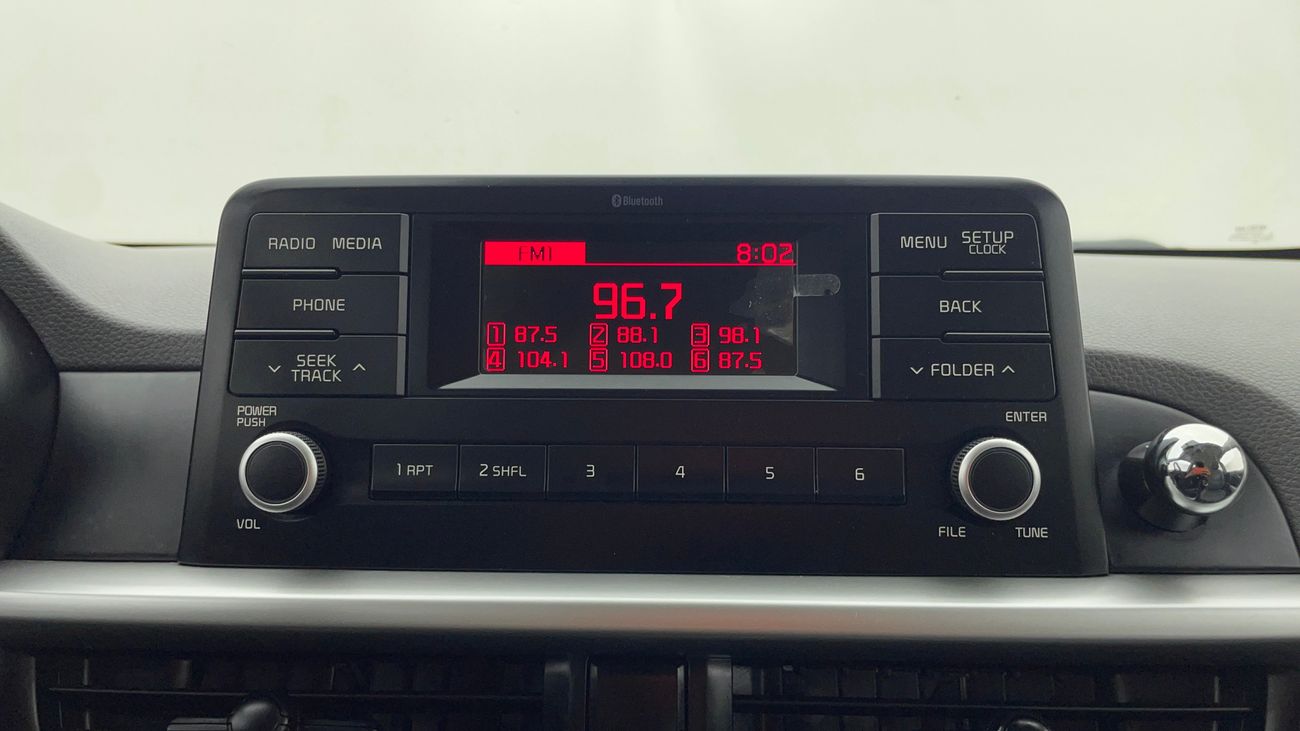 Bluetooth
RADIO MEDIA
PHONE
SEEK
TRACK
FM1 8:02
96.7
1 87.5 2 88.1 3 98.1
4 104.1 5 108.0 6 87.5
MENU SETUP
CLOCK
BACK
FOLDER
POWER
PUSH
VOL
1 RPT 2 SHFL 3 4 5 6
ENTER
FILE TUNE